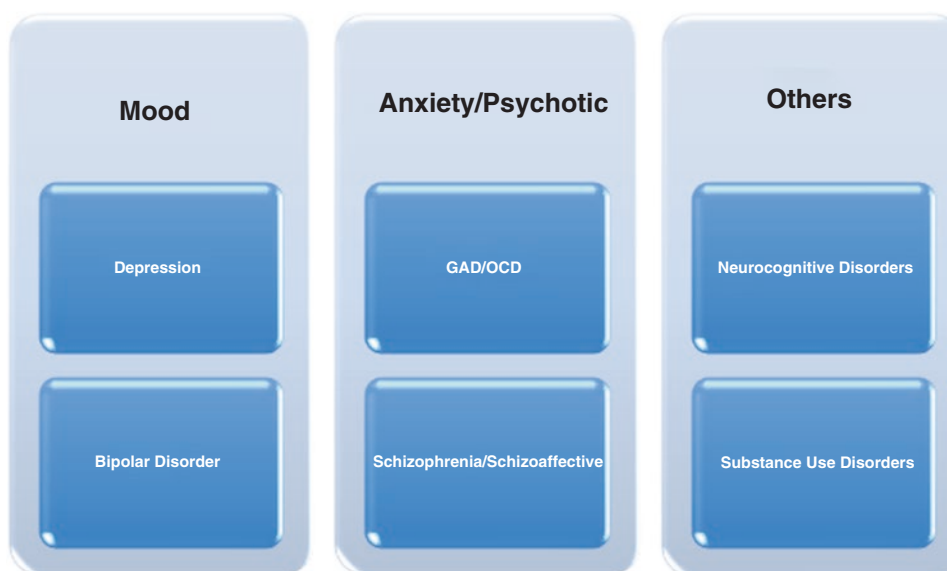 Mood
Depression
Bipolar Disorder
Anxiety/Psychotic
GAD/OCD
Schizophrenia/Schizoaffective
Others
Neurocognitive Disorders
Substance Use Disorders